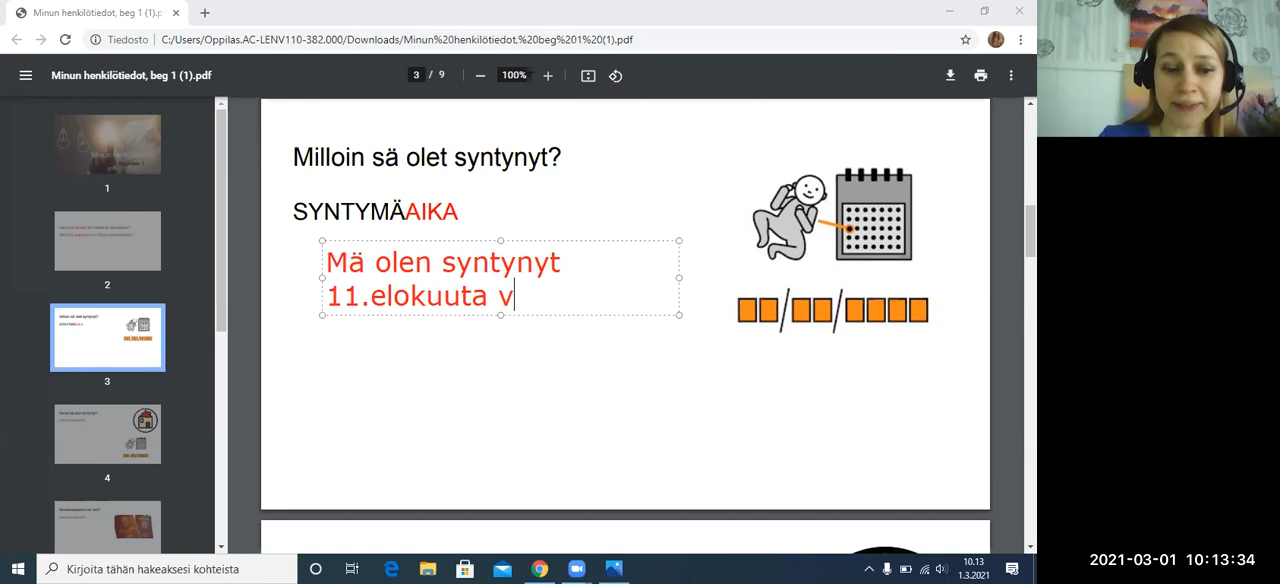 Minun henkilötiedot, beg 1 (1).p
Tiedosto
C:/Users/Oppilas.AC-LENV110-382.000/Downloads/Minun%20henkilötiedot,%20beg%201%20(1).pdf
Minun henkilötiedot, beg 1 (1).pdf
3 / 9
100%
1
2
3
4
Milloin sä olet syntynyt?
SYNTYMÄAIKA
Mä olen syntynyt
11.elokuuta v
Kirjoita tähän hakeaksesi kohteista
10.13
1.3.2021
2021-03-01 10:13:34